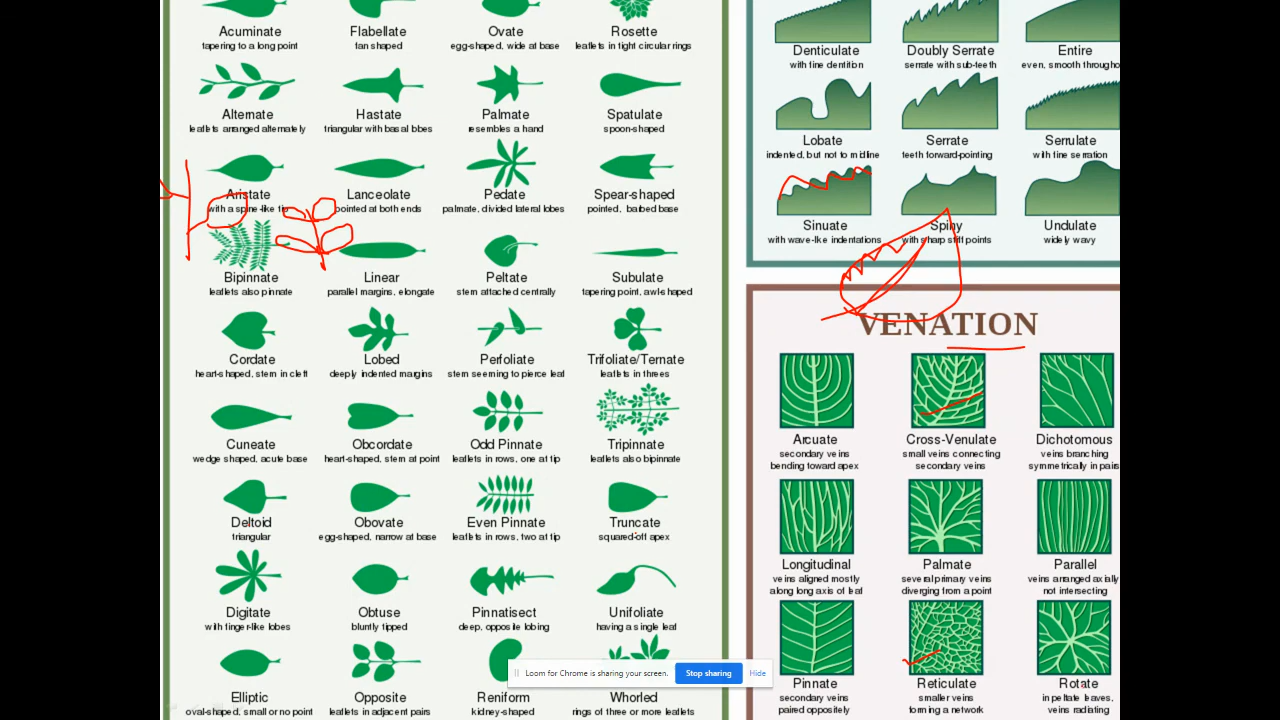 Acuminate
tapering to a long point
Flabellate
fan shaped
Ovate
egg-shaped, wide at base
Rosette
leaflets in tight circular rings
Alternate
leaflets arranged alternately
Hastate
triangular with basal lobes
Palmate
resembles a hand
Spatulate
spoon-shaped
Aristate
with a spine-like tip
Lanceolate
pointed at both ends
Pedate
palmate, divided lateral lobes
Spear-shaped
pointed, barbed base
Bipinnate
leaflets also pinnate
Linear
parallel margins, elongate
Peltate
stem attached centrally
Subulate
tapering point, awl-shaped
Cordate
heart-shaped, stem in cleft
Lobed
deeply indented margins
Perfoliate
stem seeming to pierce leaf
Trifoliate/Ternate
leaflets in threes
Cuneate
wedge shaped, acute base
Obcordate
heart-shaped, stem at point
Odd Pinnate
leaflets in rows, one at tip
Tripinnate
leaflets also bipinnate
Deltoid
triangular
Obovate
egg-shaped, narrow at base
Even Pinnate
leaflets in rows, two at tip
Truncate
squared-off apex
Digitate
with finger-like lobes
Obtuse
bluntly tipped
Pinnatisect
deep, opposite lobing
Unifoliate
having a single leaf
Elliptic
oval-shaped, small or no point
Opposite
leaflets in adjacent pairs
Reniform
kidney-shaped
Whorled
rings of three or more leaflets
Denticulate
with fine dentition
Doubly Serrate
serrate with sub-teeth
Entire
even, smooth througho
Lobate
indented, but not to midline
Serrate
teeth forward-pointing
Serrulate
with fine serration
Sinuate
with wave-like indentations
Spiny
with sharp stiff points
Undulate
widely wavy
VENATION
Arcuate
secondary veins
bending toward apex
Cross-Venulate
small veins connecting
secondary veins
Dichotomous
veins branching
symmetrically in pairs
Longitudinal
veins aligned mostly
along long axis of leaf
Palmate
several primary veins
diverging from a point
Parallel
veins arranged axially
not intersecting
Pinnate
secondary veins
paired oppositely
Reticulate
smaller veins
forming a network
Rotate
in peltate leaves,
veins radiating
Loom for Chrome is sharing your screen.
Stop sharing
Hide